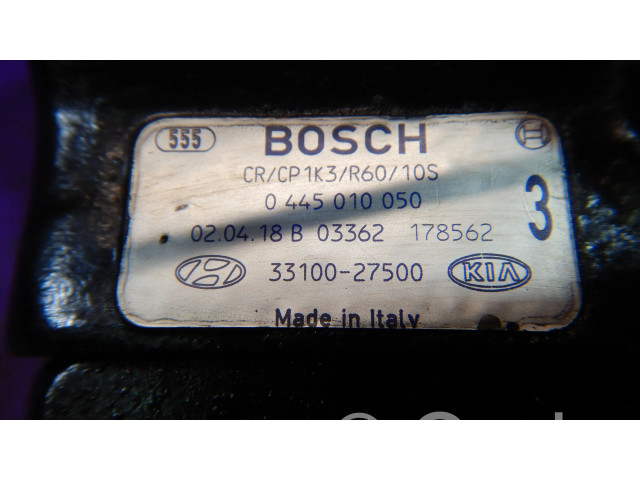 555 BOSCH
CR/CP1K3/R60/10S
0 445 010 050
3
02.04.18 B 03362 178562
33100-27500 KIA
Made in Italy